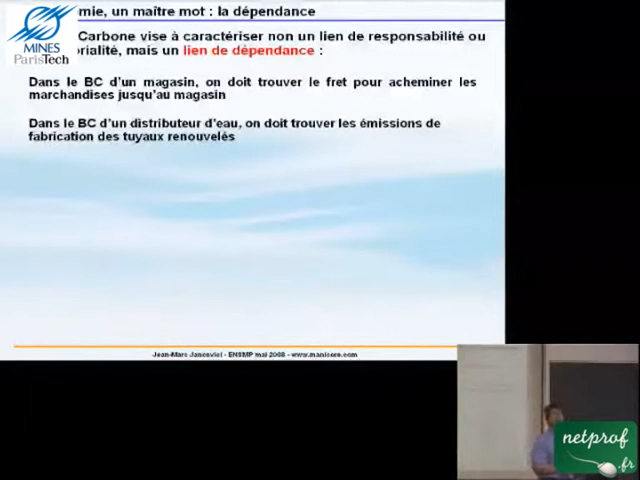 mie, un maître mot : la dépendance
Carbone vise à caractériser non un lien de responsabilité ou
rialité, mais un lien de dépendance :
MINES
ParisTech
Dans le BC d'un magasin, on doit trouver le fret pour acheminer les
marchandises jusqu'au magasin
Dans le BC d'un distributeur d'eau, on doit trouver les émissions de
fabrication des tuyaux renouvelés
Jean-Marc Jancovici - ENSMP mai 2008 - www.manicore.com
netprof
.fr